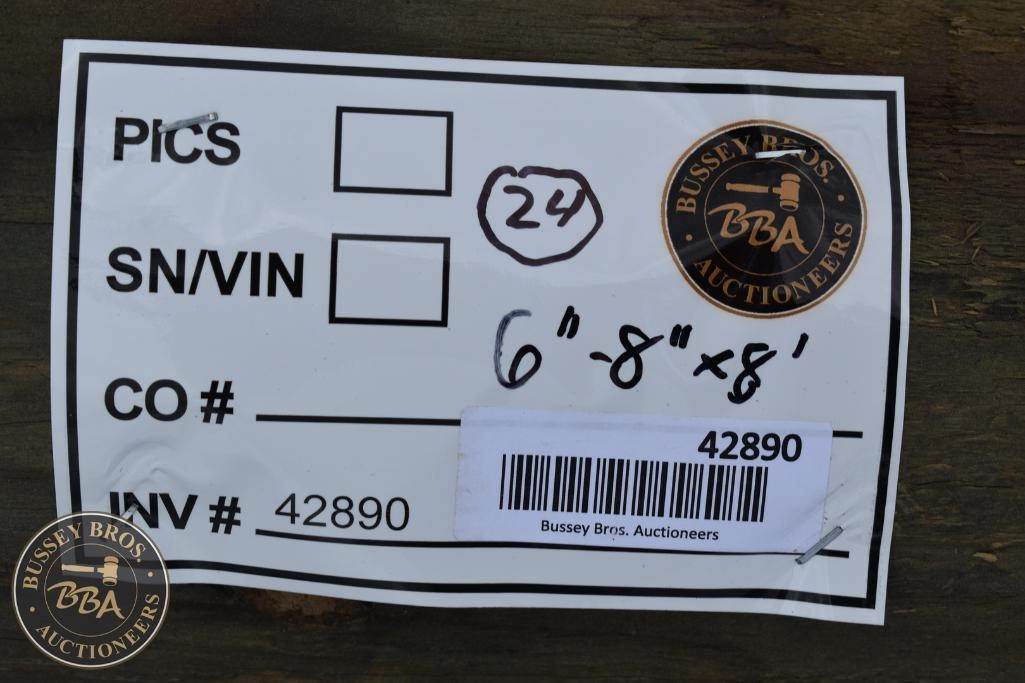 PICS
SN/VIN
24
BUSSEY BROS.
BBA
AUCTIONEERS
6"-8"x8'
CO #
42890
Bussey Bros. Auctioneers
INV # 42890
BUSSEY BROS.
BBA
AUCTIONEERS